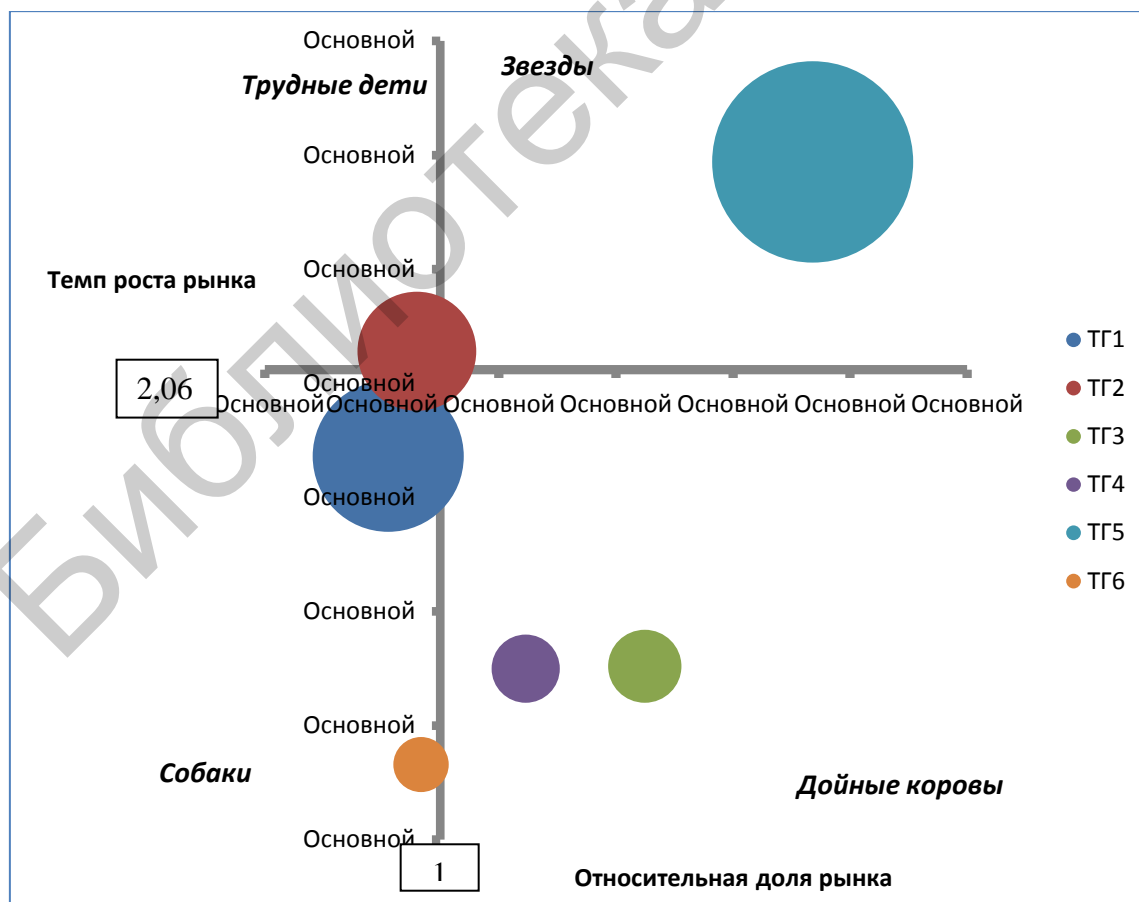 Основной
Звезды
Трудные дети
Основной
Основной
Темп роста рынка
2,06
Основной
Основной Основной Основной Основной Основной Основной Основной
ТГ1
ТГ2
ТГ3
ТГ4
ТГ5
ТГ6
Основной
Основной
Основной
Собаки
Дойные коровы
Основной
1
Относительная доля рынка
Библиотека